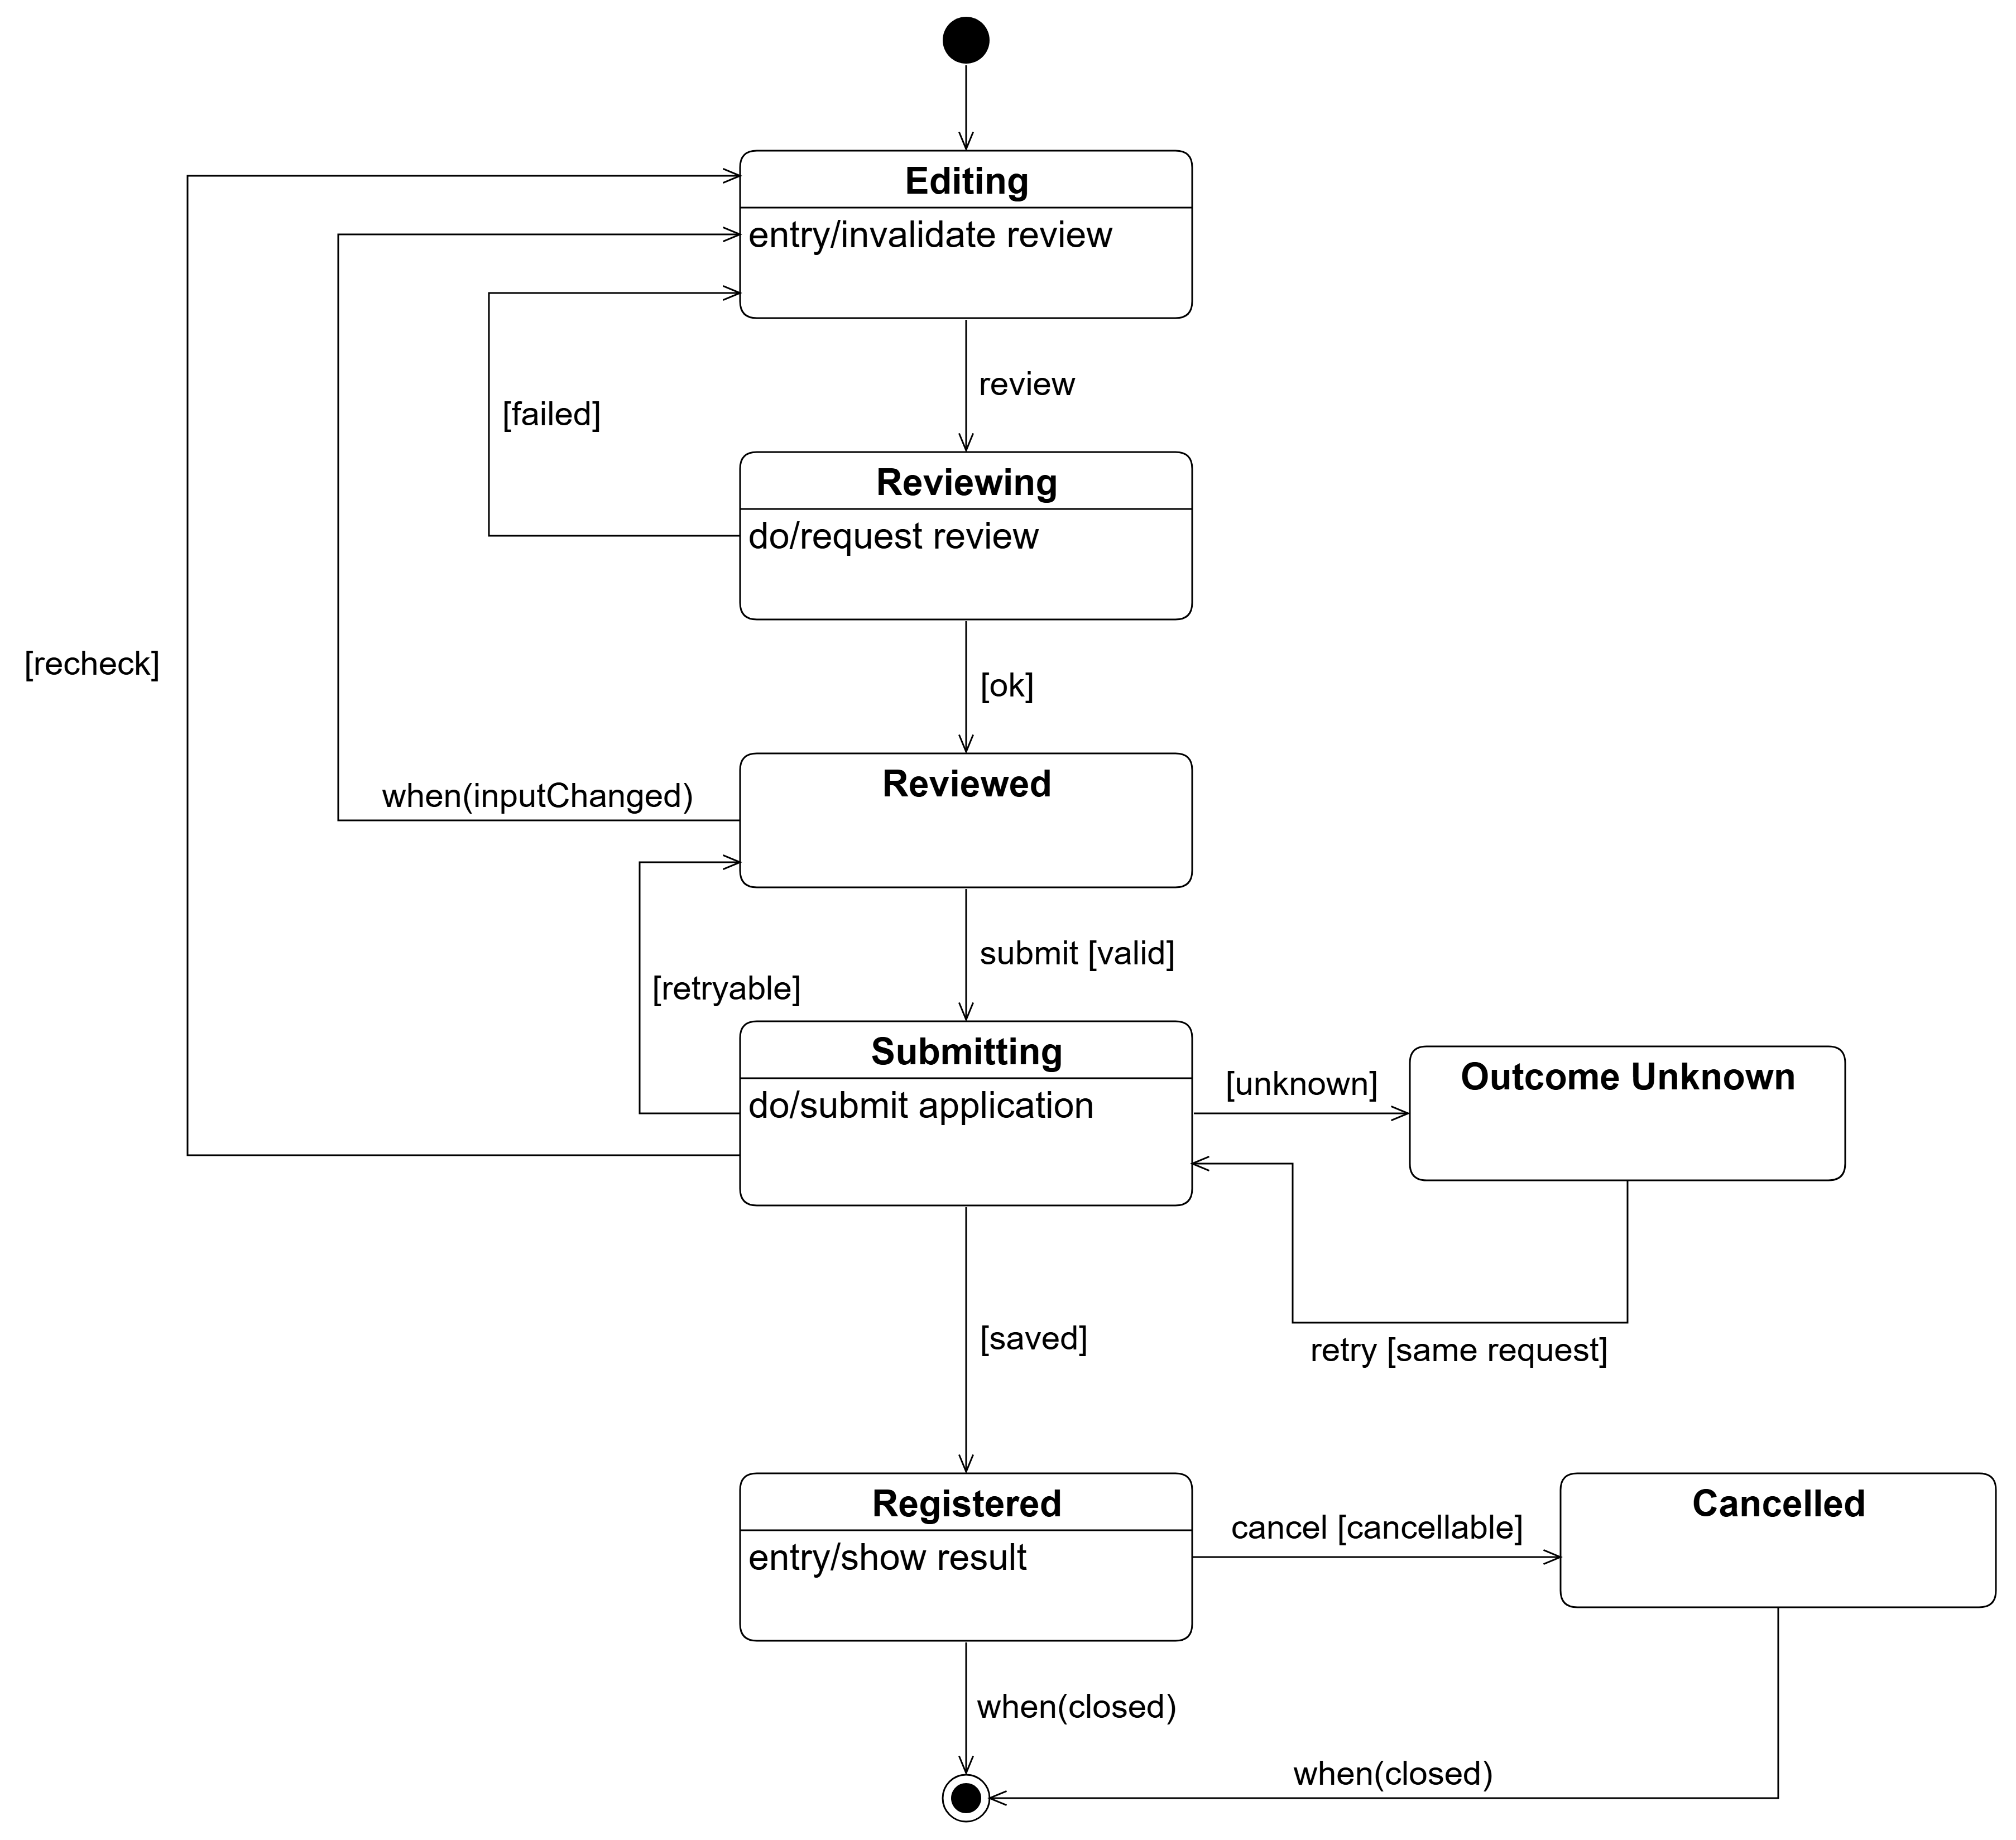 Editing
entry/invalidate review
review
[failed]
Reviewing
do/request review
[recheck]
[ok]
Reviewed
when(inputChanged)
submit [valid]
[retryable]
Submitting
do/submit application
[unknown]
Outcome Unknown
[saved]
retry [same request]
Registered
entry/show result
cancel [cancellable]
Cancelled
when(closed)
when(closed)